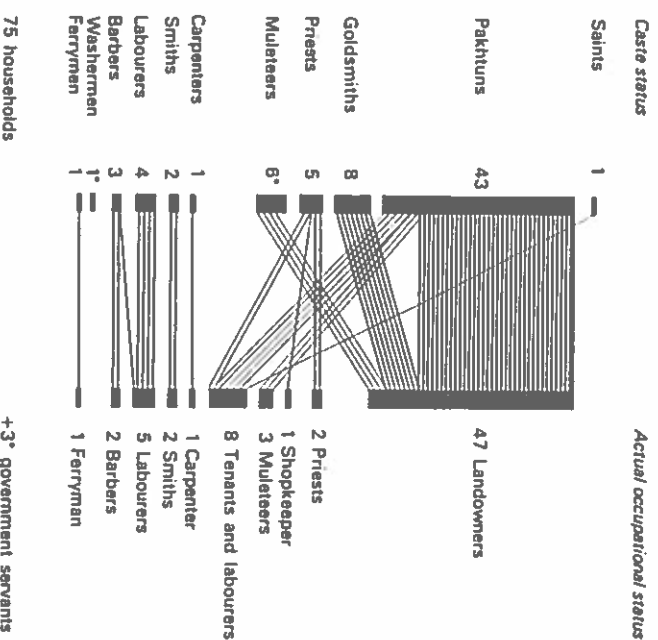 Caste status
Actual occupational status
Saints
1
Pakhtuns
43
47 Landowners
Goldsmiths
8
Priests
5
2 Priests
Muleteers
6*
1 Shopkeeper
3 Muleteers
8 Tenants and labourers
Carpenters
1
1 Carpenter
Smiths
2
2 Smiths
Labourers
4
5 Labourers
Barbers
3
2 Barbers
Washermen
1*
Ferrymen
1
1 Ferryman
75 households
+3* government servants